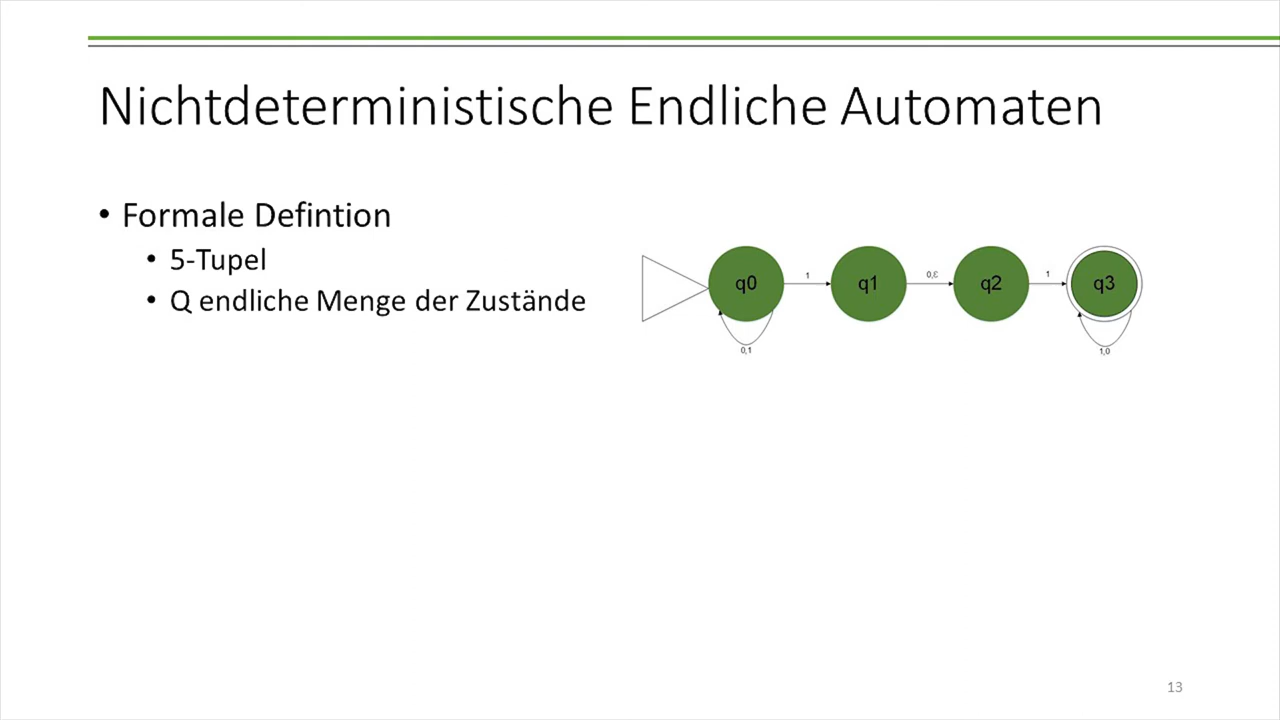 Nichtdeterministische Endliche Automaten
• Formale Defintion
• 5-Tupel
• Q endliche Menge der Zustände
q0
1
q1
0,ε
q2
1
q3
0,1
1,0
13